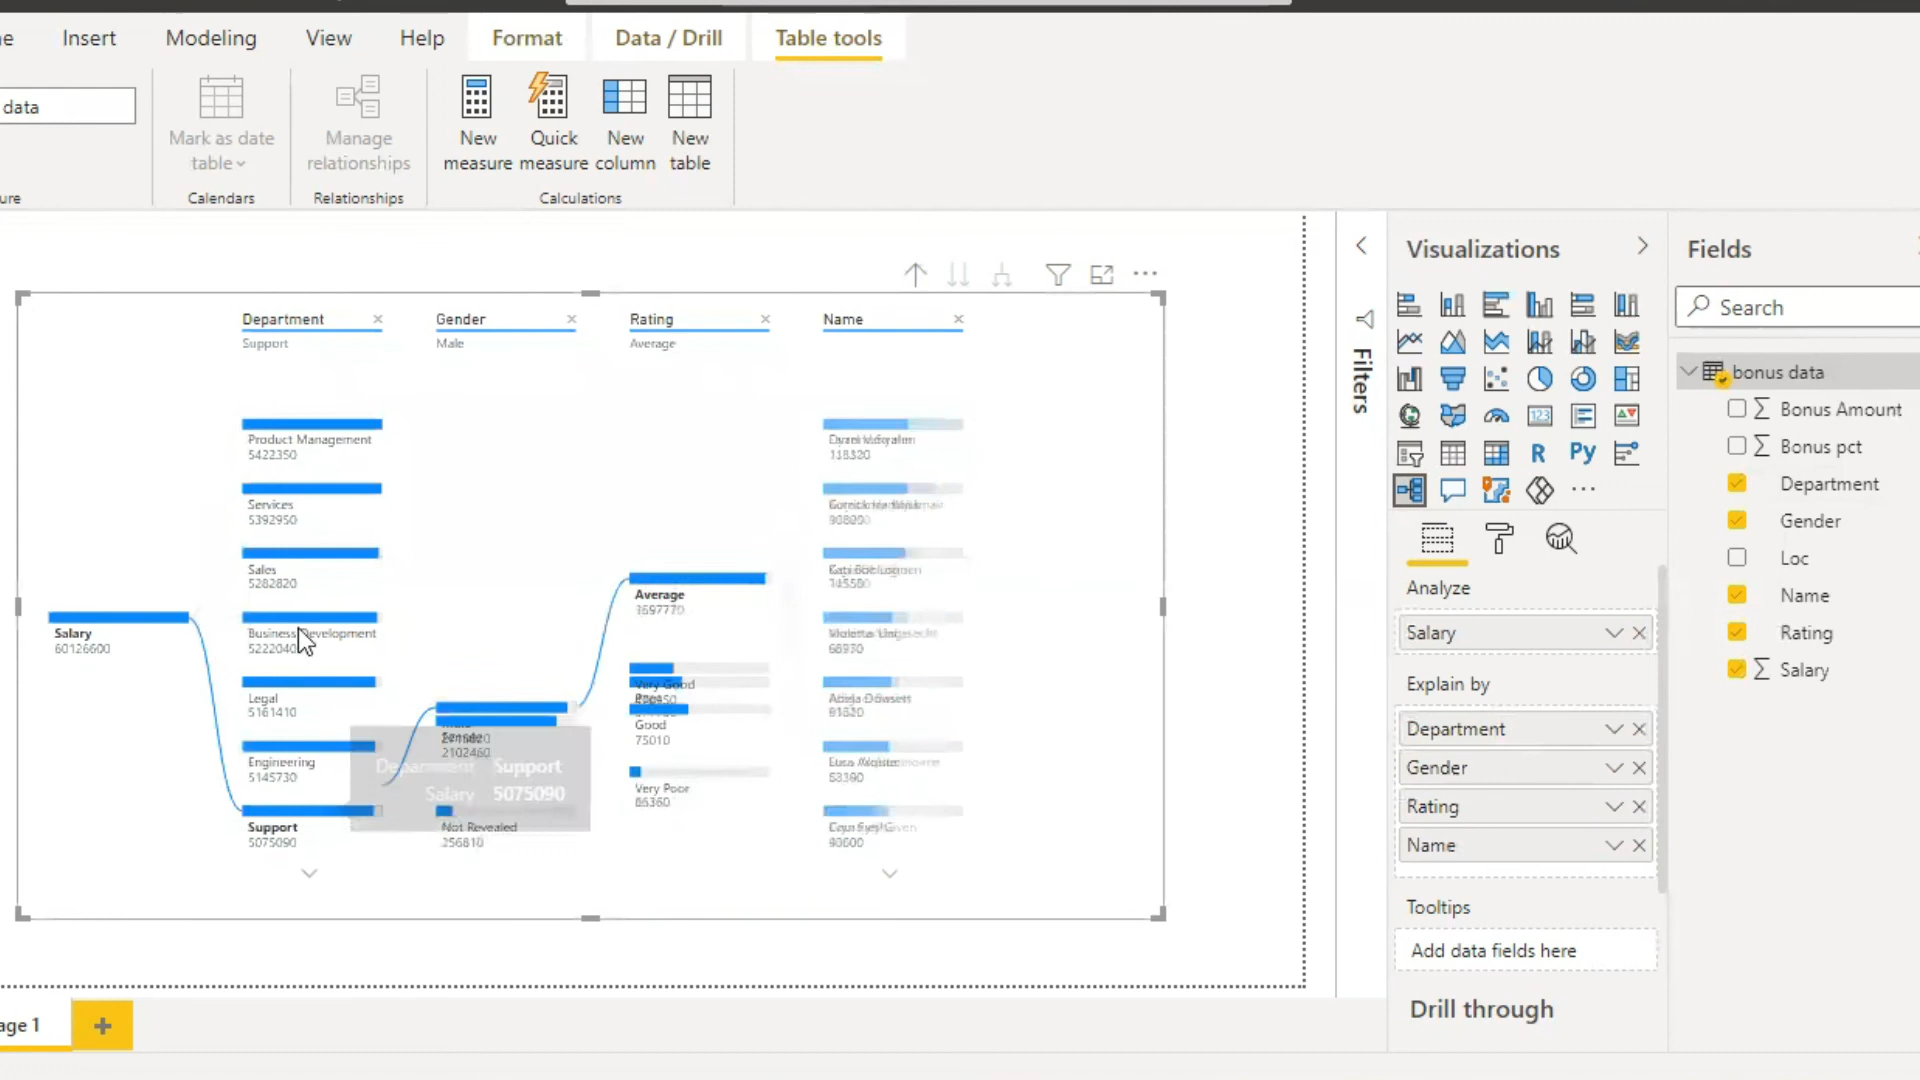 Insert
Modeling
View
Help
Format
Data / Drill
Table tools
data
Mark as date
table
Calendars
Manage
relationships
Relationships
New
measure
Quick
measure
New
column
New
table
Calculations
Department
Support
Gender
Male
Rating
Average
Name
Salary
60126600
Product Management
5422350
Services
5392950
Sales
5282820
Business Development
5222040
Legal
5161410
Engineering
5145730
Support
5075090
2102460
Not Revealed
256810
Department Support
Salary 5075090
Average
Very Good
Good
75010
Very Poor
Filters
Visualizations
123
R
Py
Analyze
Salary
Explain by
Department
Gender
Rating
Name
Tooltips
Add data fields here
Drill through
Fields
Search
bonus data
Bonus Amount
Bonus pct
Department
Gender
Loc
Name
Rating
Salary
age 1